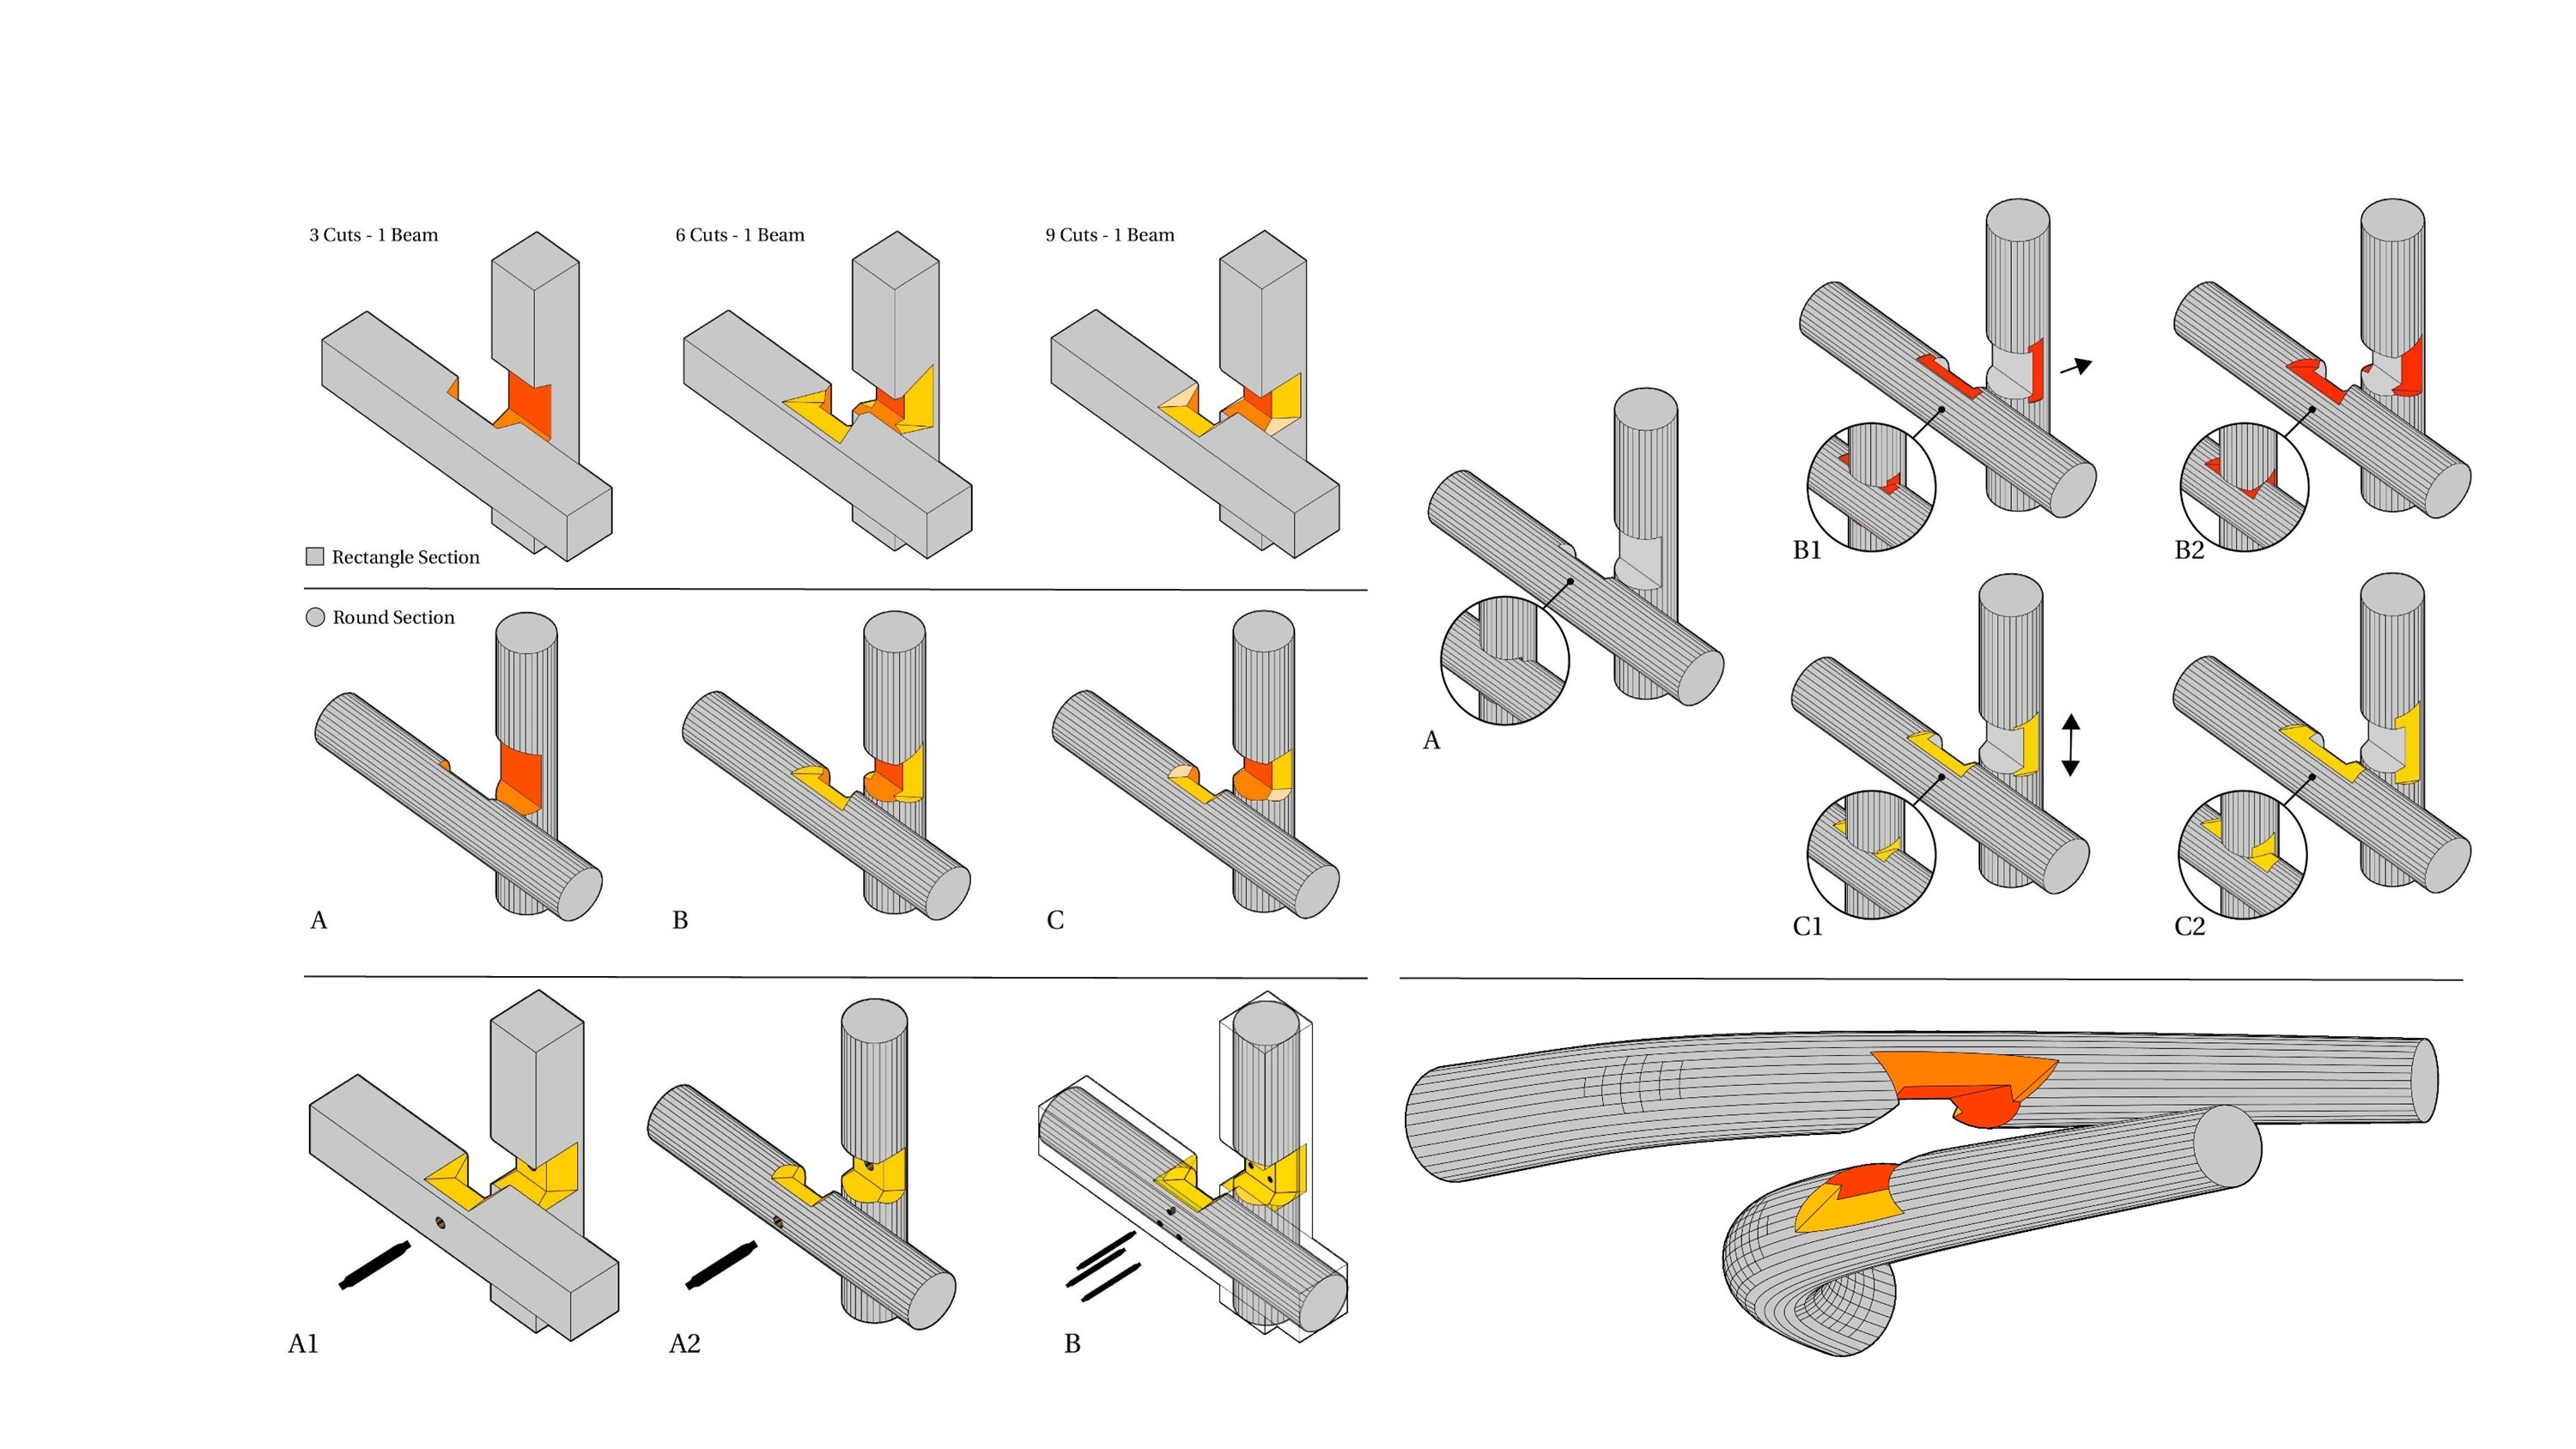 3 Cuts - 1 Beam
6 Cuts - 1 Beam
9 Cuts - 1 Beam
Rectangle Section
Round Section
A
B
C
A1
A2
B
A
B1
B2
C1
C2